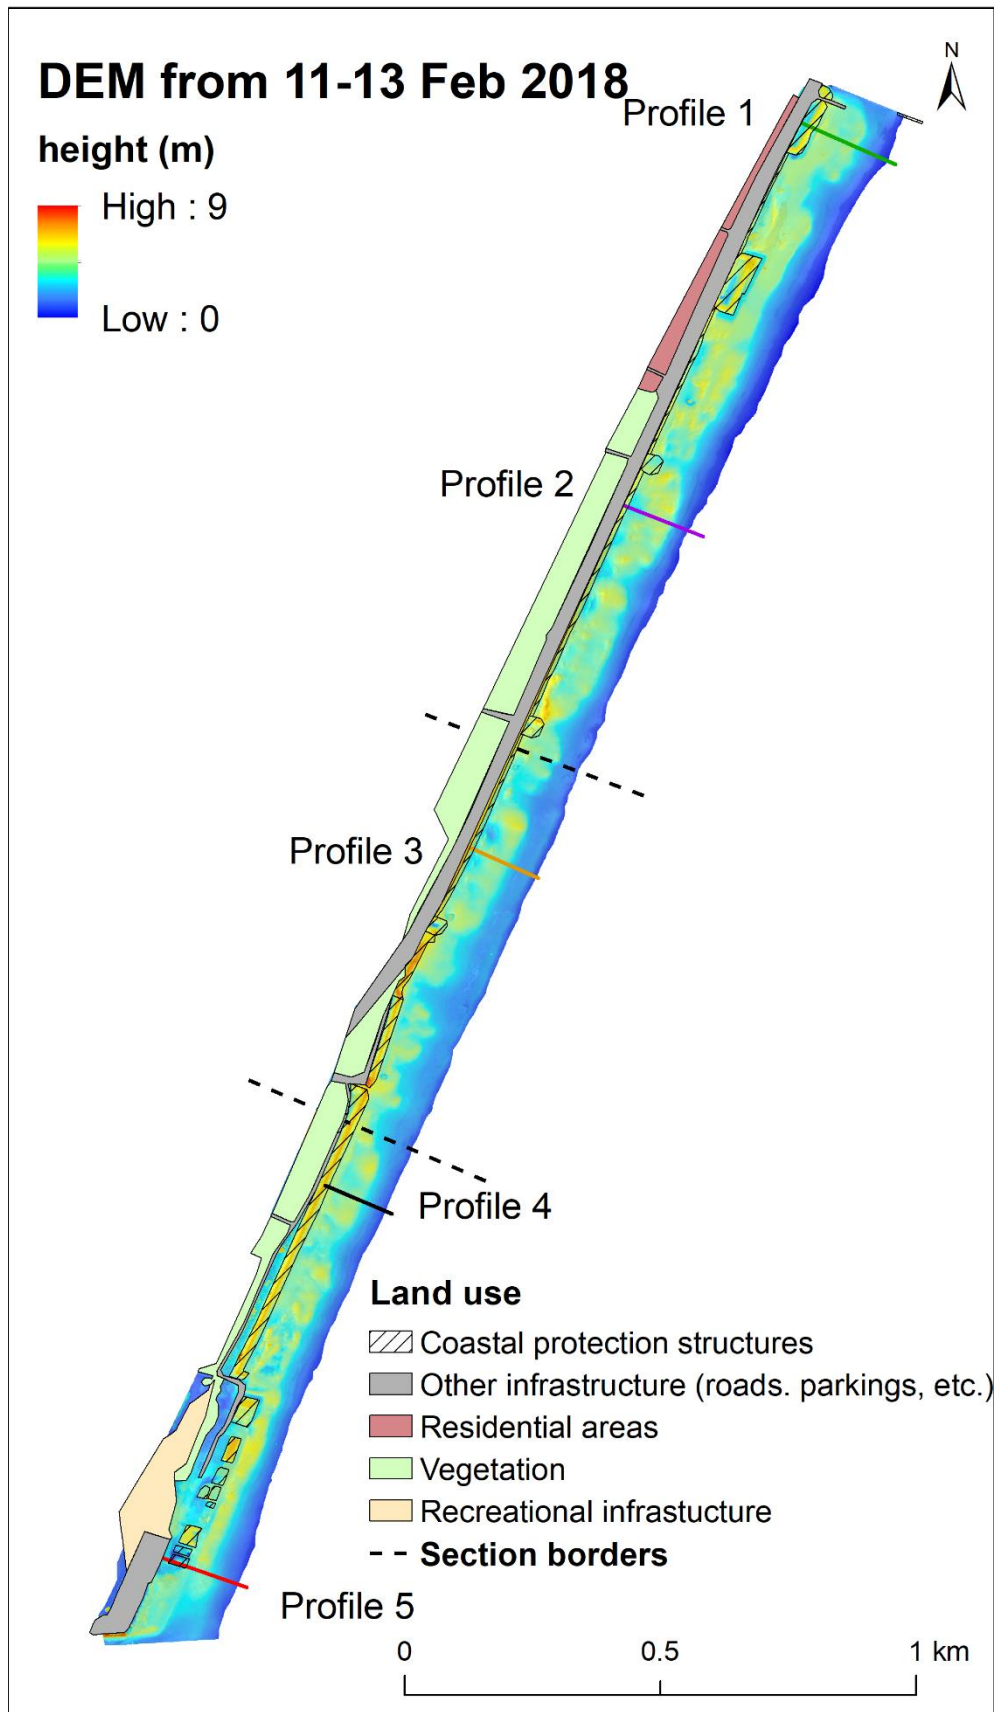 DEM from 11-13 Feb 2018
N
Profile 1
height (m)
High : 9
Low : 0
Profile 2
Profile 3
Profile 4
Land use
Coastal protection structures
Other infrastructure (roads. parkings, etc.)
Residential areas
Vegetation
Recreational infrastucture
Section borders
Profile 5
0 0.5 1 km